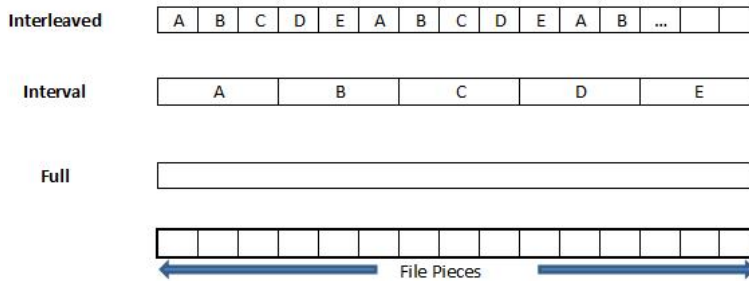 Interleaved A B C D E A B C D E A B ...
Interval A B C D E
Full
File Pieces